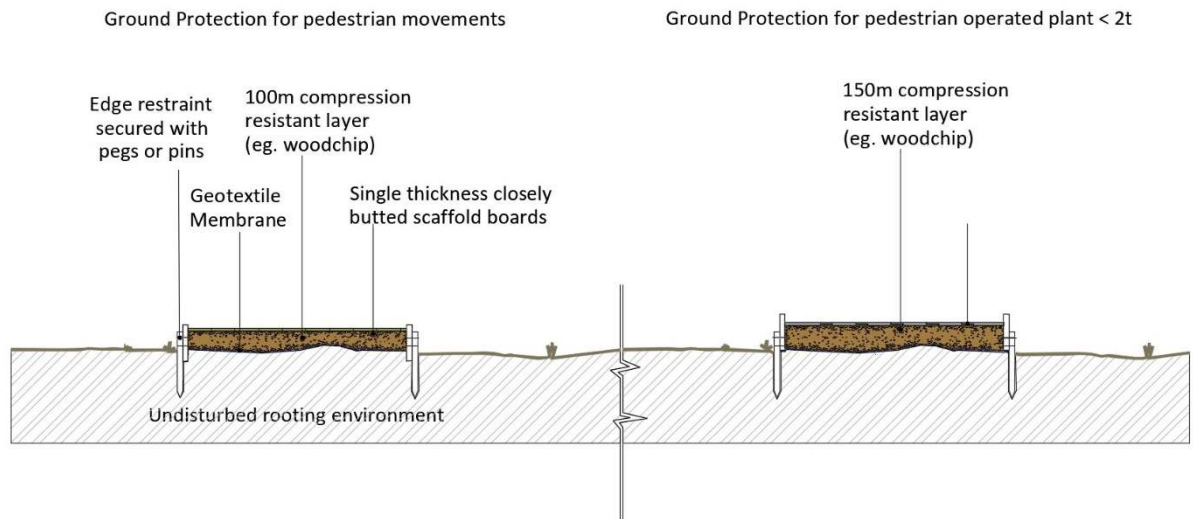 Ground Protection for pedestrian movements
Ground Protection for pedestrian operated plant < 2t
Edge restraint
secured with
pegs or pins
100m compression
resistant layer
(eg. woodchip)
Geotextile
Membrane
Single thickness closely
butted scaffold boards
150m compression
resistant layer
(eg. woodchip)
Undisturbed rooting environment